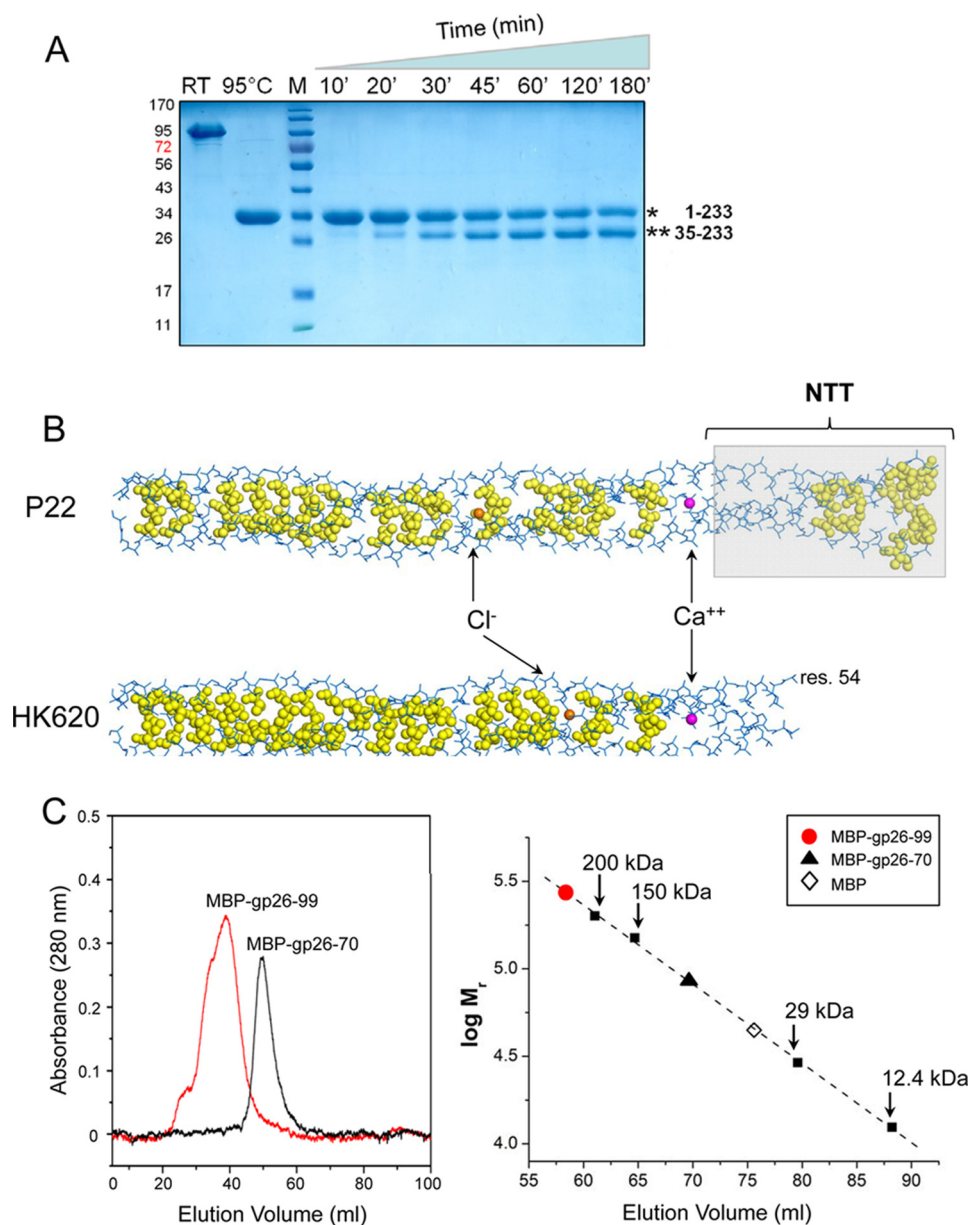 A
Time (min)
RT 95°C M 10’ 20’ 30’ 45’ 60’ 120’ 180’
170
95
72
56
43
34
26
17
11
* 1-233
** 35-233
B
NTT
P22
Cl-
Ca++
HK620
res. 54
C
Absorbance (280 nm)
0.5
0.4
0.3
0.2
0.1
0
MBP-gp26-99
MBP-gp26-70
0 20 40 60 80 100
Elution Volume (ml)
log Mr
5.5
5.0
4.5
4.0
MBP-gp26-99
MBP-gp26-70
MBP
200 kDa
150 kDa
29 kDa
12.4 kDa
55 60 65 70 75 80 85 90
Elution Volume (ml)